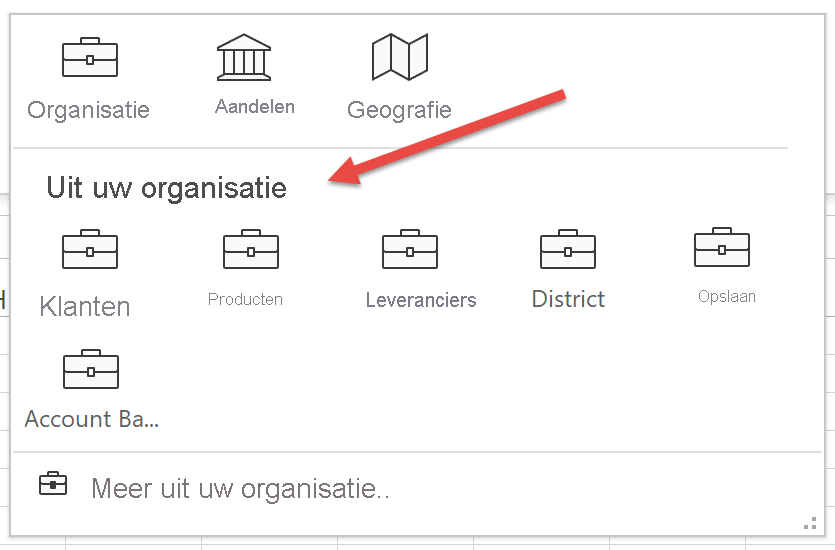 Organisatie Aandelen Geografie
Uit uw organisatie
Klanten Producten Leveranciers District Opslaan
Account Ba...
Meer uit uw organisatie..